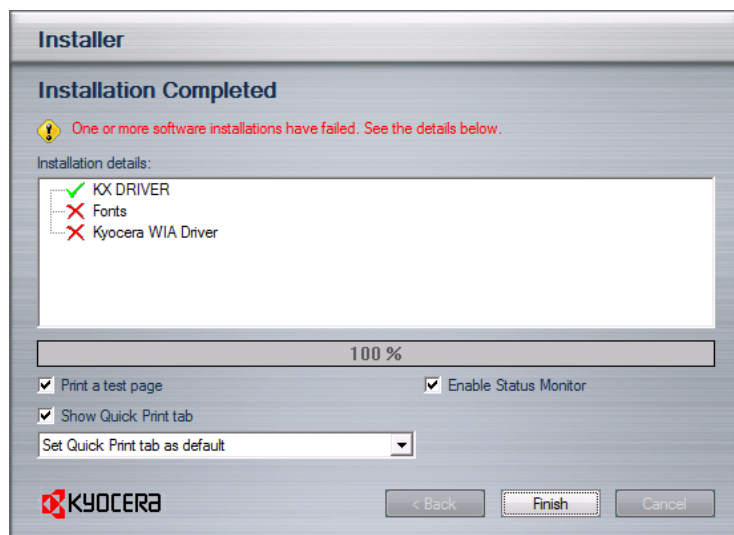 Installer
Installation Completed
One or more software installations have failed. See the details below.
Installation details:
KX DRIVER
Fonts
Kyocera WIA Driver
100 %
Print a test page
Enable Status Monitor
Show Quick Print tab
Set Quick Print tab as default
KYOCERA
< Back
Finish
Cancel